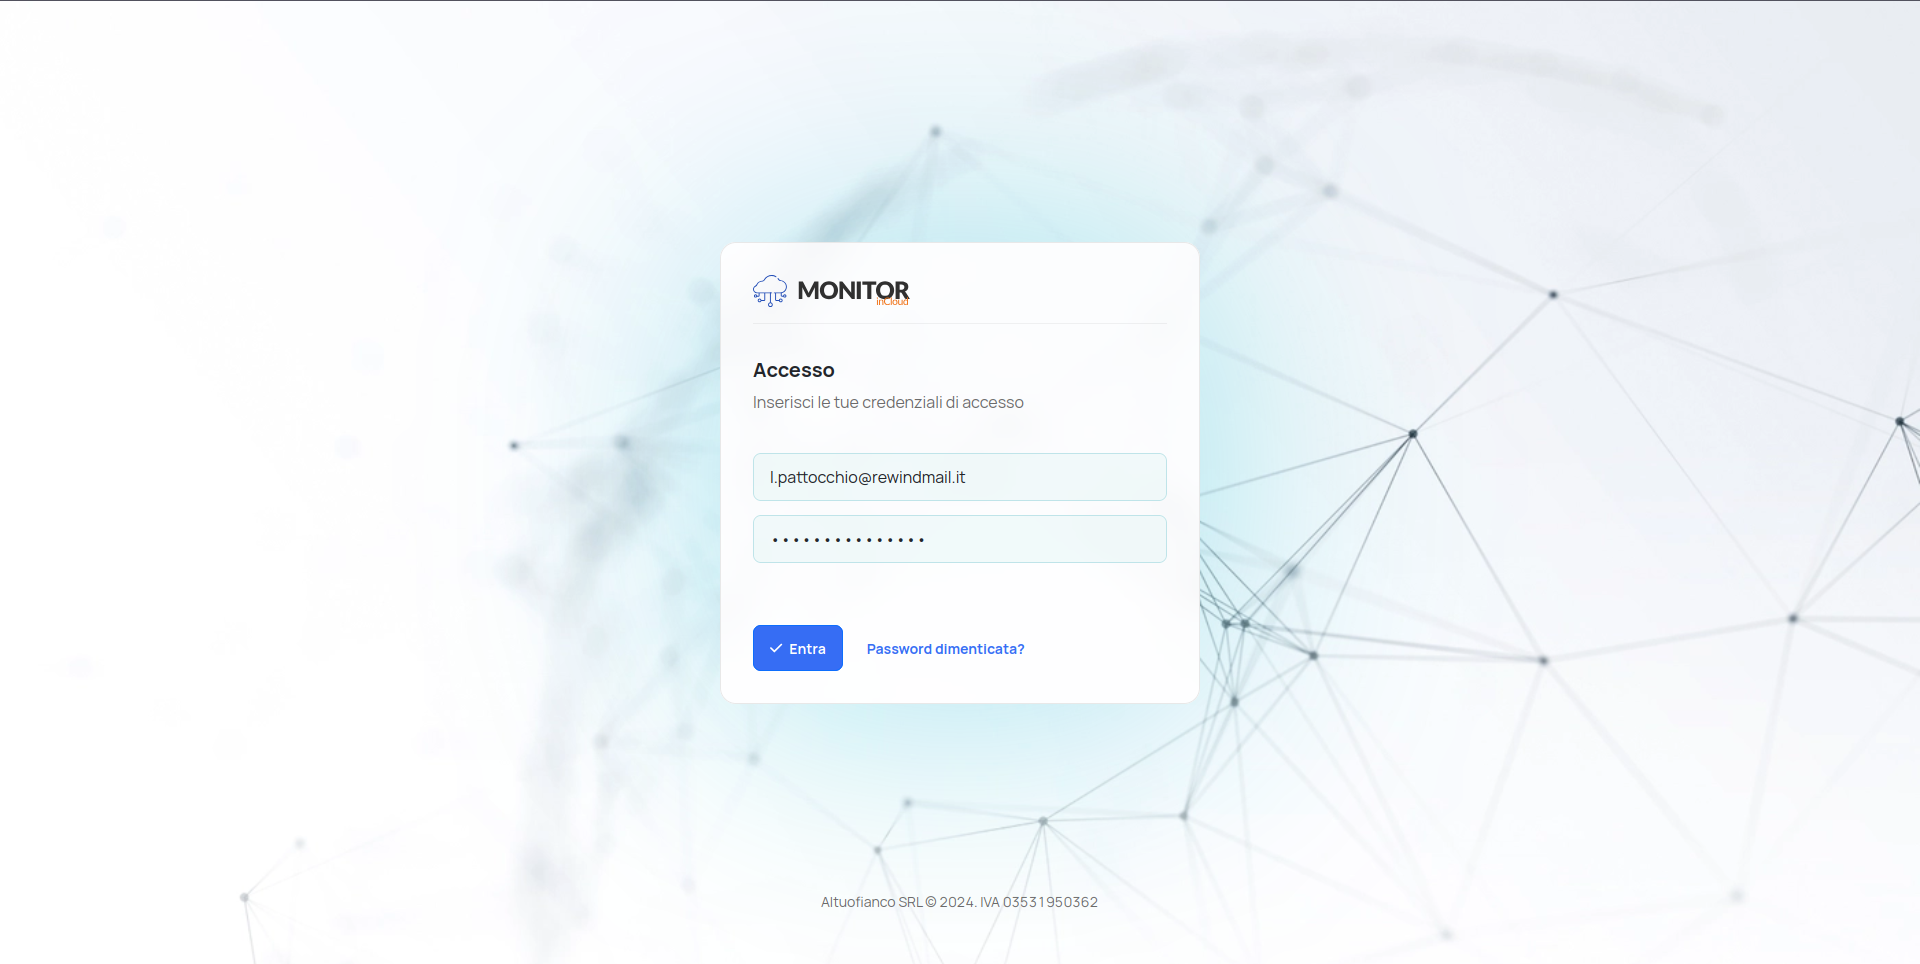 MONITOR
inCloud
Accesso
Inserisci le tue credenziali di accesso
l.pattocchio@rewindmail.it
•••••••••••••••
Entra
Password dimenticata?
Altuofianco SRL © 2024. IVA 03531950362